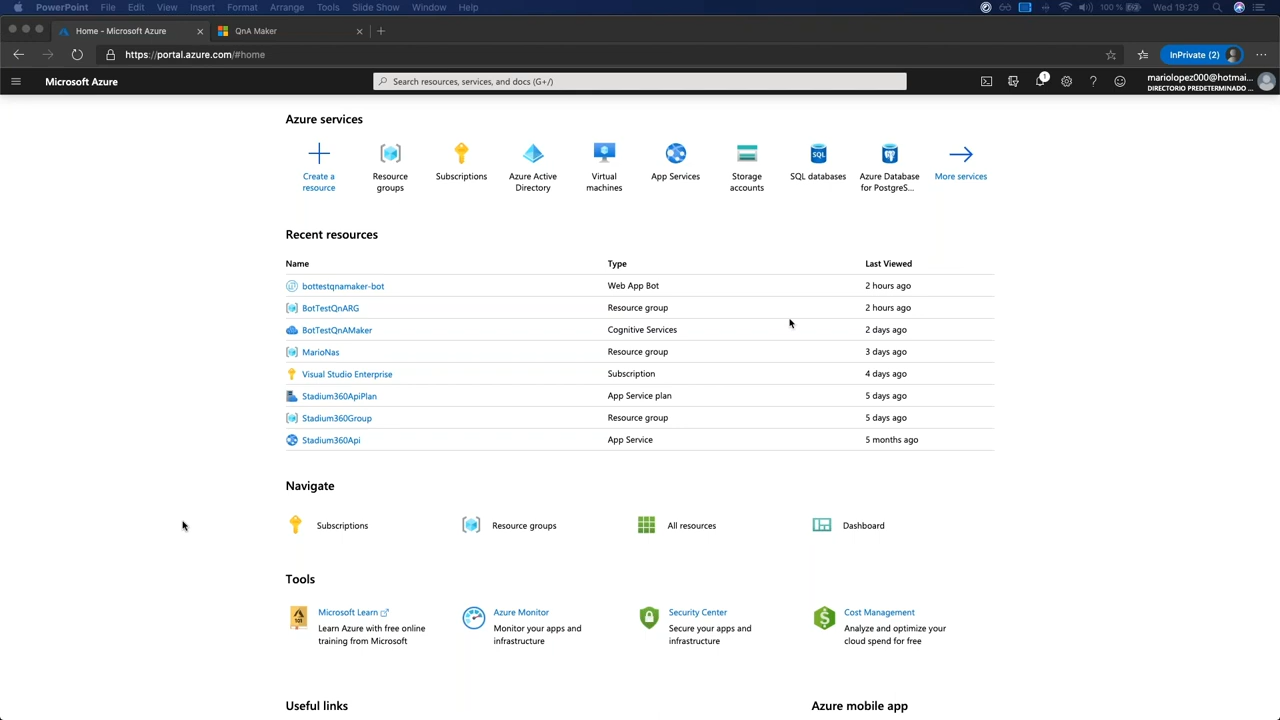 PowerPoint File Edit View Insert Format Arrange Tools Slide Show Window Help 100 % Wed 19:29
Home - Microsoft Azure QnA Maker
https://portal.azure.com/#home InPrivate (2)
Microsoft Azure Search resources, services, and docs (G+/) 1 mariolopez000@hotmai...
DIRECTORIO PREDETERMINADO ...
Azure services
Create a resource
Resource groups
Subscriptions
Azure Active Directory
Virtual machines
App Services
Storage accounts
SQL databases
Azure Database for PostgreS...
More services
Recent resources
Name Type Last Viewed
bottestqnamaker-bot Web App Bot 2 hours ago
BotTestQnARG Resource group 2 hours ago
BotTestQnAMaker Cognitive Services 2 days ago
MarioNas Resource group 3 days ago
Visual Studio Enterprise Subscription 4 days ago
Stadium360ApiPlan App Service plan 5 days ago
Stadium360Group Resource group 5 days ago
Stadium360Api App Service 5 months ago
Navigate
Subscriptions Resource groups All resources Dashboard
Tools
Microsoft Learn
Learn Azure with free online
training from Microsoft
Azure Monitor
Monitor your apps and
infrastructure
Security Center
Secure your apps and
infrastructure
Cost Management
Analyze and optimize your
cloud spend for free
Useful links Azure mobile app